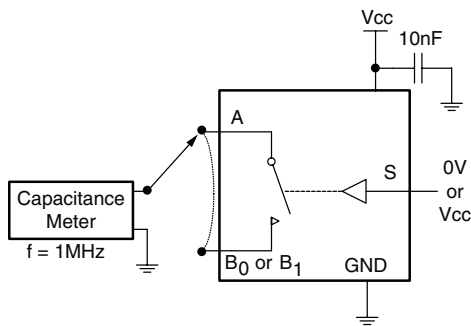 Vcc
10nF
A
S
0V
or
Vcc
Capacitance
Meter
f = 1MHz
B0 or B1
GND